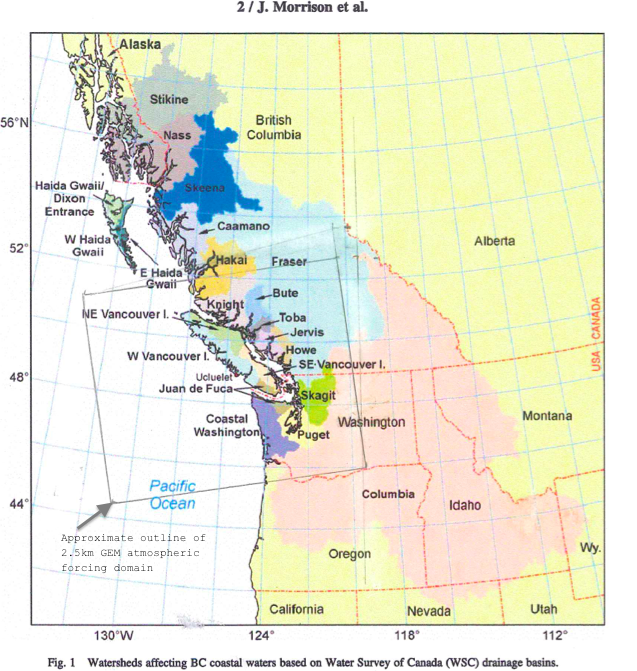 2 / J. Morrison et al.
Alaska
Stikine
56°N
British
Columbia
Nass
Skeena
Haida Gwaii/
Dixon
Entrance
Caamano
W Haida
Gwaii
52°
Alberta
Hakai
Fraser
E Haida
Gwaii
Knight
Bute
NE Vancouver I.
Toba
Jervis
USA | CANADA
W Vancouver I.
Howe
SE Vancouver I.
Ucluelet
48°
Juan de Fuca
Skagit
Coastal
Washington
Washington
Montana
Puget
Pacific
Ocean
Columbia
44°
Idaho
Approximate outline of
2.5km GEM atmospheric
forcing domain
Oregon
Wy.
California
Nevada
Utah
130°W
124°
118°
112°
Fig. 1 Watersheds affecting BC coastal waters based on Water Survey of Canada (WSC) drainage basins.